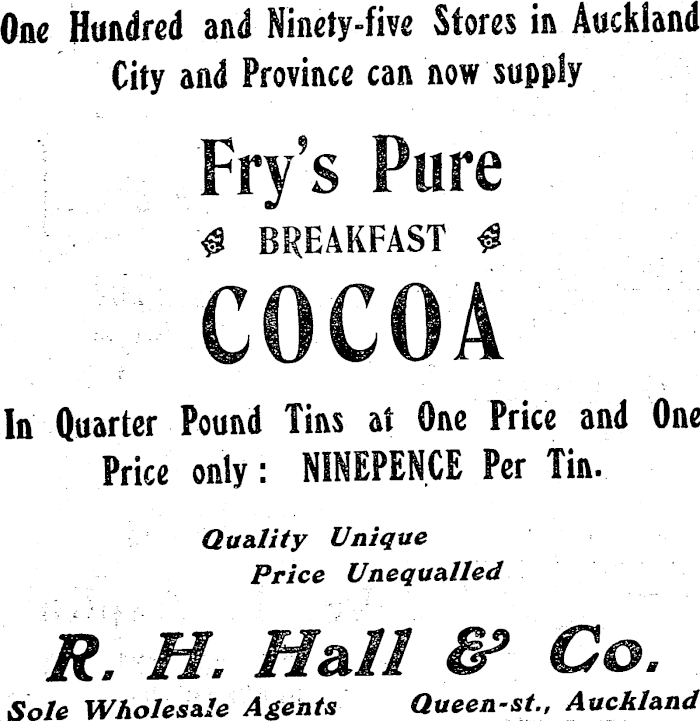 One Hundred and Ninety-five Stores in Auckland
City and Province can now supply
Fry's Pure
BREAKFAST
COCOA
In Quarter Pound Tins at One Price and One
Price only: NINEPENCE Per Tin.
Quality Unique
Price Unequalled
R. H. Hall & Co.
Sole Wholesale Agents Queen-st., Auckland